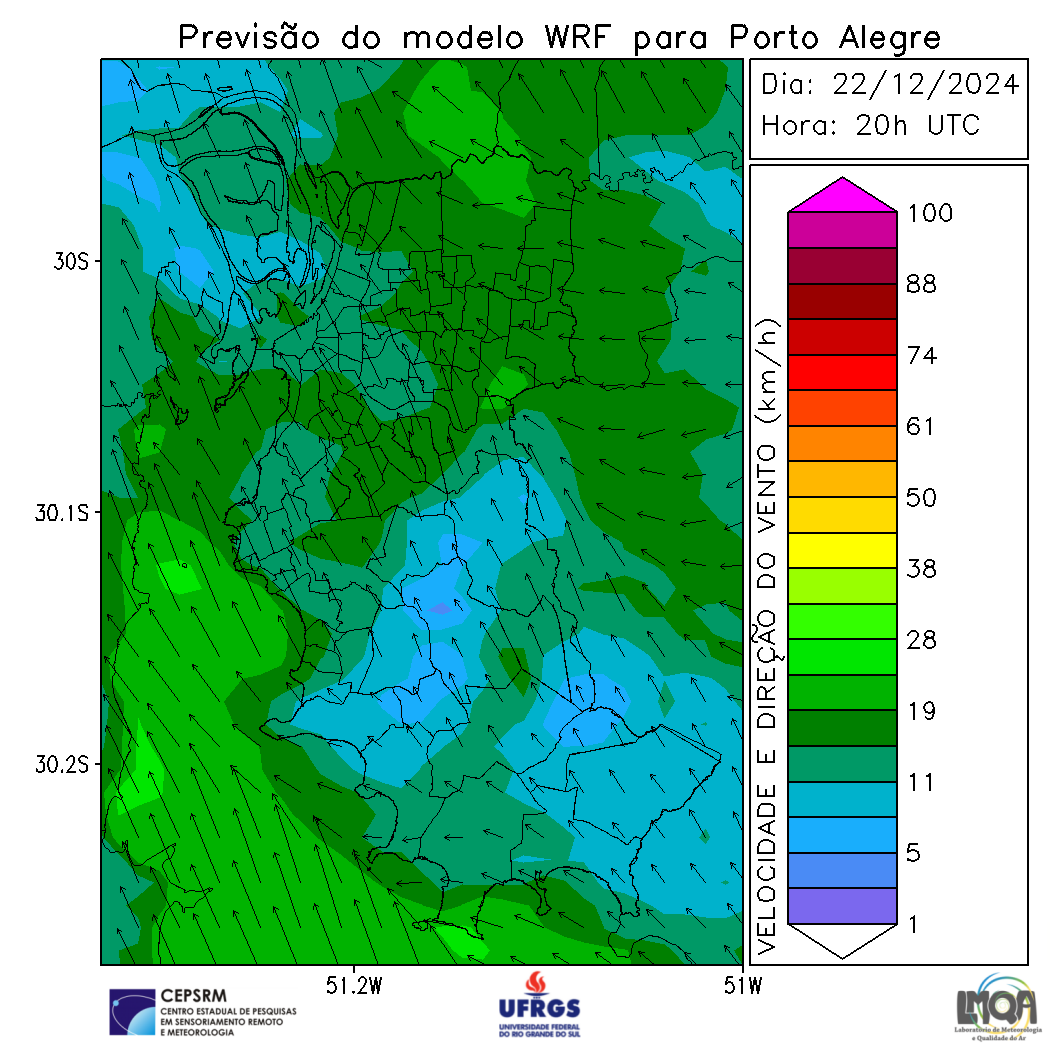 Previsão do modelo WRF para Porto Alegre
Dia: 22/12/2024
Hora: 20h UTC
30S
30.1S
30.2S
51.2W
51W
VELOCIDADE E DIREÇÃO DO VENTO (km/h)
100
88
74
61
50
38
28
19
11
5
1
CEPSRM
CENTRO ESTADUAL DE PESQUISAS
EM SENSORIAMENTO REMOTO
E METEOROLOGIA
UFRGS
UNIVERSIDADE FEDERAL
DO RIO GRANDE DO SUL
LMQA
Laboratório de Meteorologia
e Qualidade do Ar